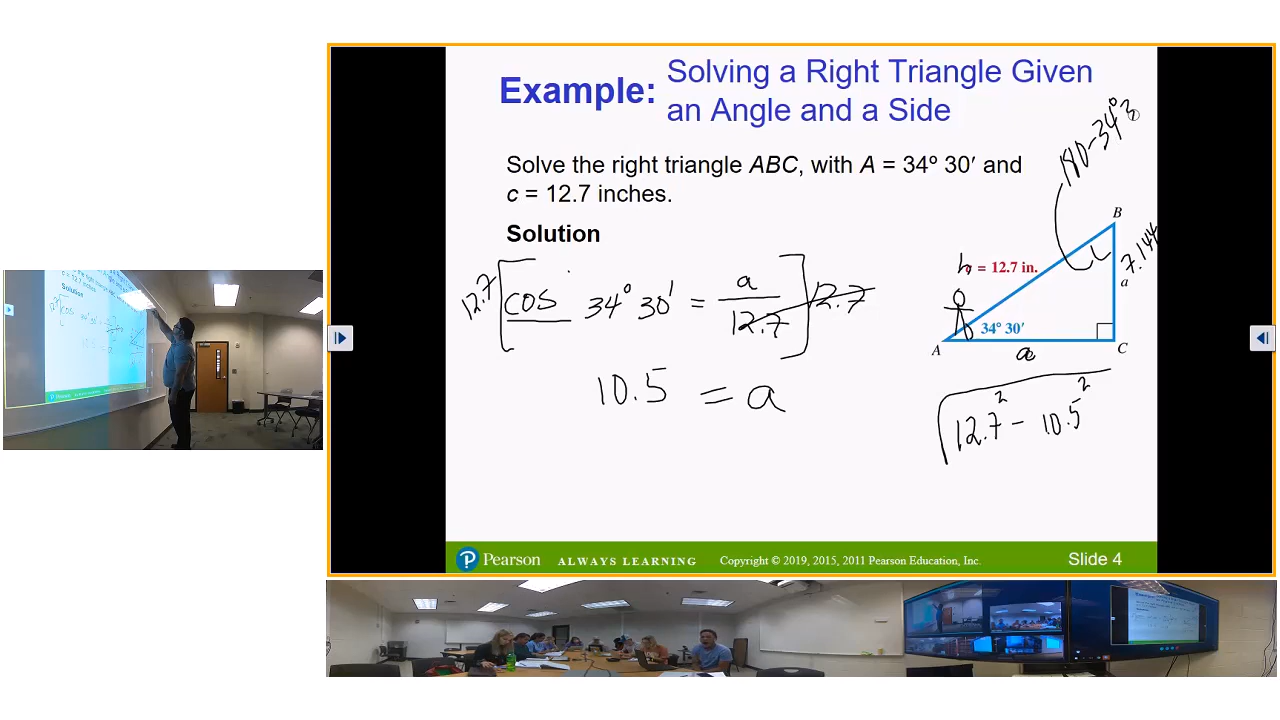 Example: Solving a Right Triangle Given
an Angle and a Side
180-34°3
Solve the right triangle ABC, with A = 34° 30′ and
c = 12.7 inches.
Solution
B
h = 12.7 in.
7.144
a
12.7 [cos 34° 30' = a/12.7] 12.7
34° 30′
A
a
C
10.5 = a
√12.7² - 10.5²
P Pearson ALWAYS LEARNING Copyright © 2019, 2015, 2011 Pearson Education, Inc. Slide 4